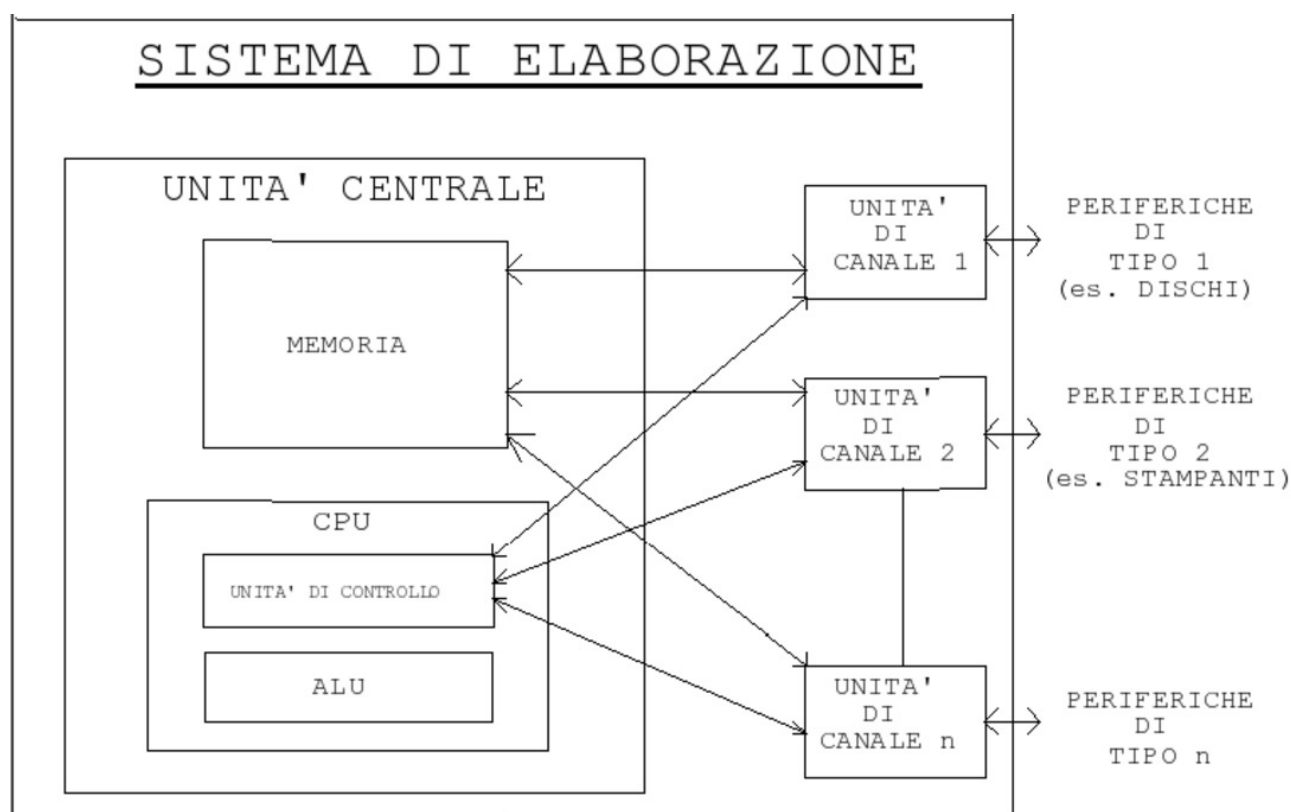 SISTEMA DI ELABORAZIONE
UNITA' CENTRALE
MEMORIA
CPU
UNITA' DI CONTROLLO
ALU
UNITA'
DI
CANALE 1
PERIFERICHE
DI
TIPO 1
(es. DISCHI)
UNITA'
DI
CANALE 2
PERIFERICHE
DI
TIPO 2
(es. STAMPANTI)
UNITA'
DI
CANALE n
PERIFERICHE
DI
TIPO n